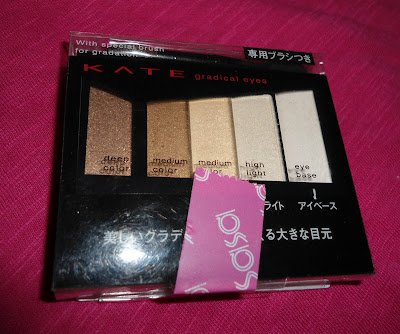 With special brush
for gradation
専用ブラシつき
KATE gradical eyes
deep
color
medium
color
medium
color
high
light
eye
base
ライト
アイベース
美しいグラデ
る大きな目元
sasa